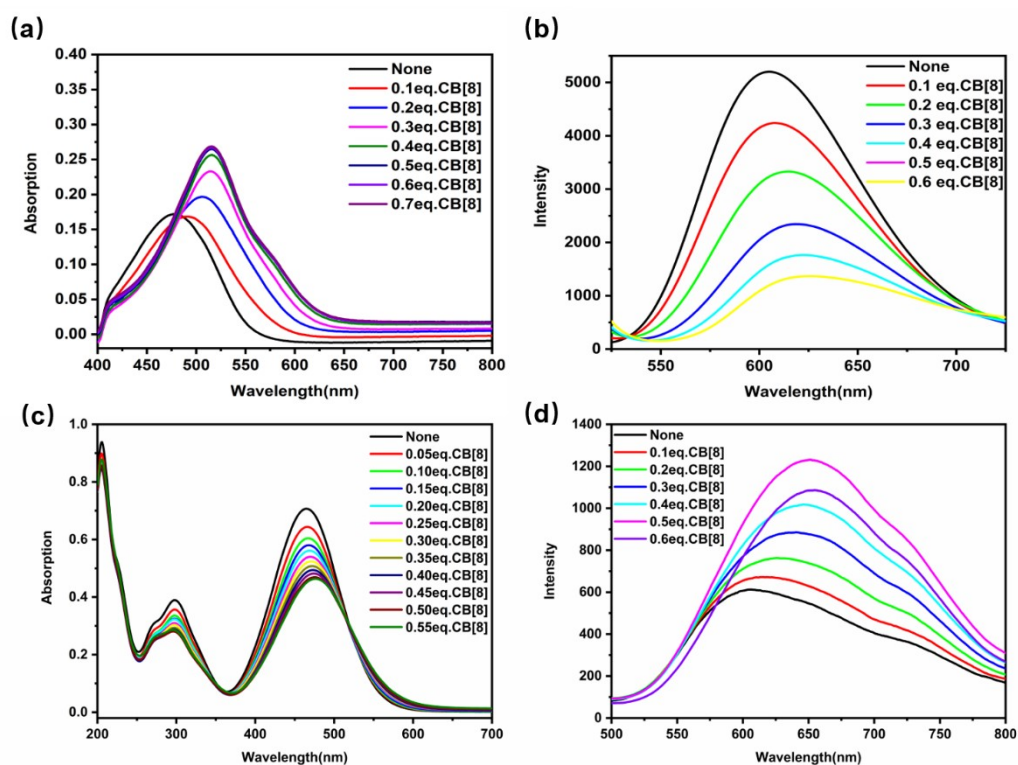 (a)
0.40
0.35
0.30
0.25
0.20
0.15
0.10
0.05
0.00
Absorption
400 450 500 550 600 650 700 750 800
Wavelength(nm)
None
0.1eq.CB[8]
0.2eq.CB[8]
0.3eq.CB[8]
0.4eq.CB[8]
0.5eq.CB[8]
0.6eq.CB[8]
0.7eq.CB[8]
(b)
5000
4000
3000
2000
1000
0
Intensity
550 600 650 700
Wavelength(nm)
None
0.1 eq.CB[8]
0.2 eq.CB[8]
0.3 eq.CB[8]
0.4 eq.CB[8]
0.5 eq.CB[8]
0.6 eq.CB[8]
(c)
1.0
0.8
0.6
0.4
0.2
0.0
Absorption
200 300 400 500 600 700
Wavelength(nm)
None
0.05eq.CB[8]
0.10eq.CB[8]
0.15eq.CB[8]
0.20eq.CB[8]
0.25eq.CB[8]
0.30eq.CB[8]
0.35eq.CB[8]
0.40eq.CB[8]
0.45eq.CB[8]
0.50eq.CB[8]
0.55eq.CB[8]
(d)
1400
1200
1000
800
600
400
200
0
Intensity
500 550 600 650 700 750 800
Wavelength(nm)
None
0.1eq.CB[8]
0.2eq.CB[8]
0.3eq.CB[8]
0.4eq.CB[8]
0.5eq.CB[8]
0.6eq.CB[8]